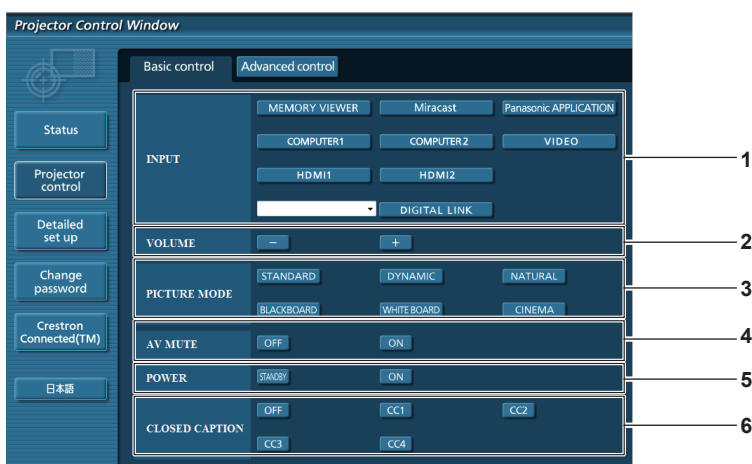 Projector Control Window
Basic control Advanced control
Status
Projector control
Detailed set up
Change password
Crestron Connected(TM)
日本語
INPUT
MEMORY VIEWER Miracast Panasonic APPLICATION
COMPUTER1 COMPUTER2 VIDEO
HDMI1 HDMI2
DIGITAL LINK
1
VOLUME - +
2
PICTURE MODE
STANDARD DYNAMIC NATURAL
BLACKBOARD WHITE BOARD CINEMA
3
AV MUTE OFF ON
4
POWER STANDBY ON
5
CLOSED CAPTION
OFF CC1 CC2
CC3 CC4
6